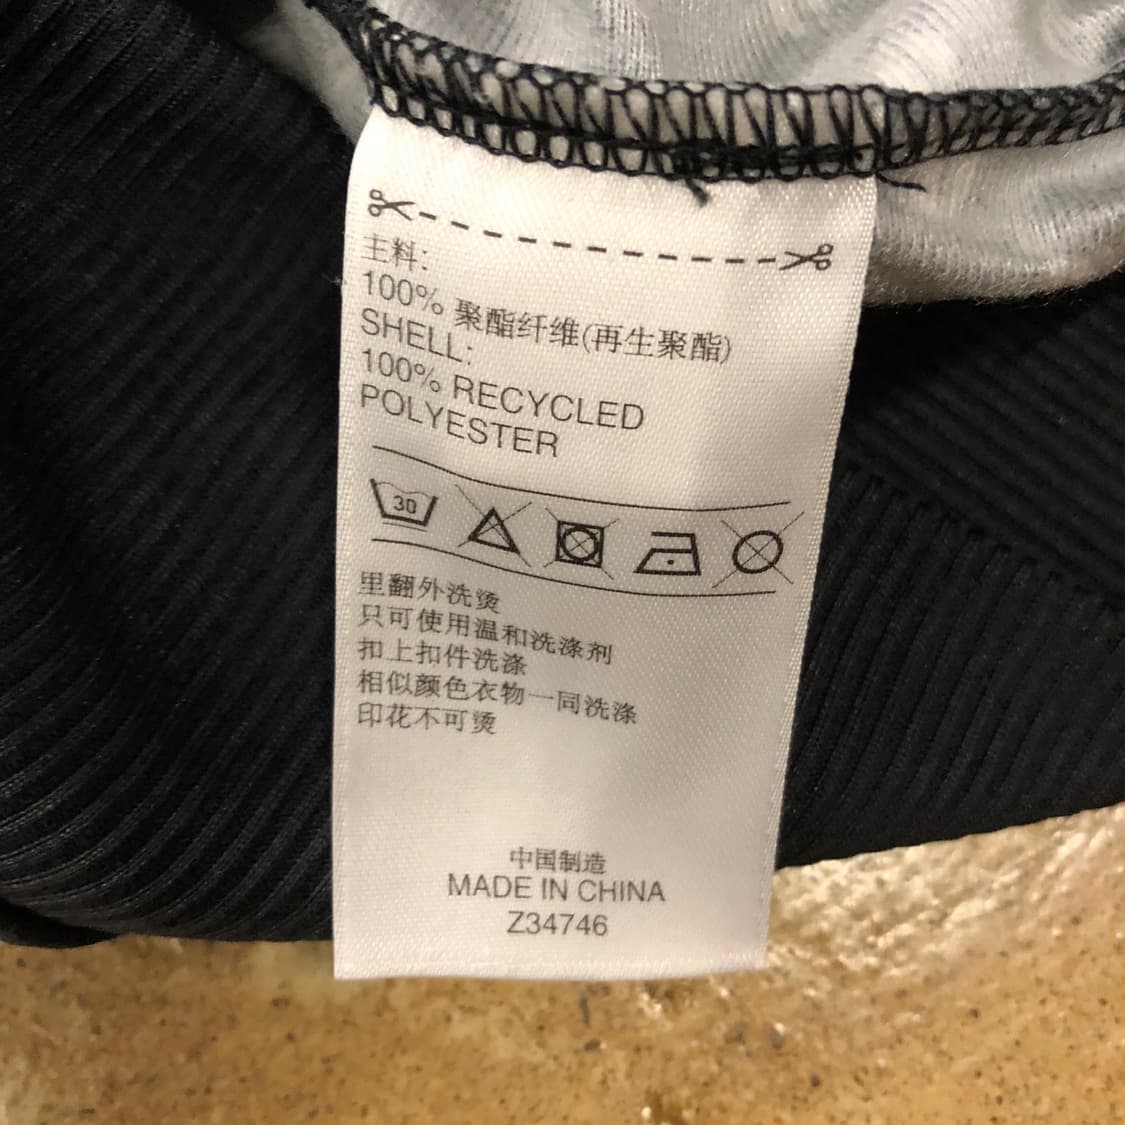 主料:
100% 聚酯纤维(再生聚酯)
SHELL:
100% RECYCLED
POLYESTER
30
里翻外洗烫
只可使用温和洗涤剂
扣上扣件洗涤
相似颜色衣物一同洗涤
印花不可烫
中国制造
MADE IN CHINA
Z34746